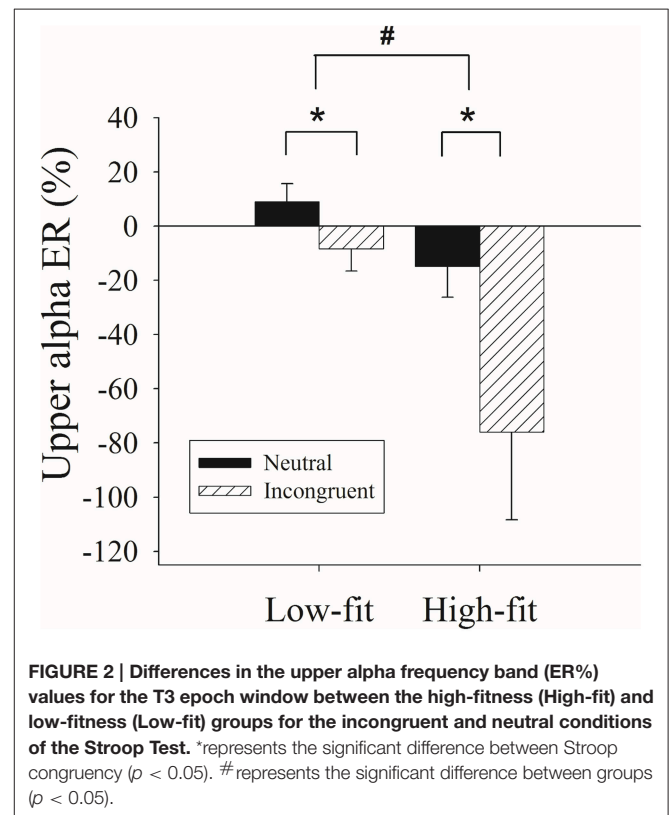 #
* *
40
20
0
-20
-40
-60
-80
-100
-120
Upper alpha ER (%)
Neutral
Incongruent
Low-fit High-fit
FIGURE 2 | Differences in the upper alpha frequency band (ER%)
values for the T3 epoch window between the high-fitness (High-fit) and
low-fitness (Low-fit) groups for the incongruent and neutral conditions
of the Stroop Test. *represents the significant difference between Stroop
congruency (p < 0.05). #represents the significant difference between groups
(p < 0.05).